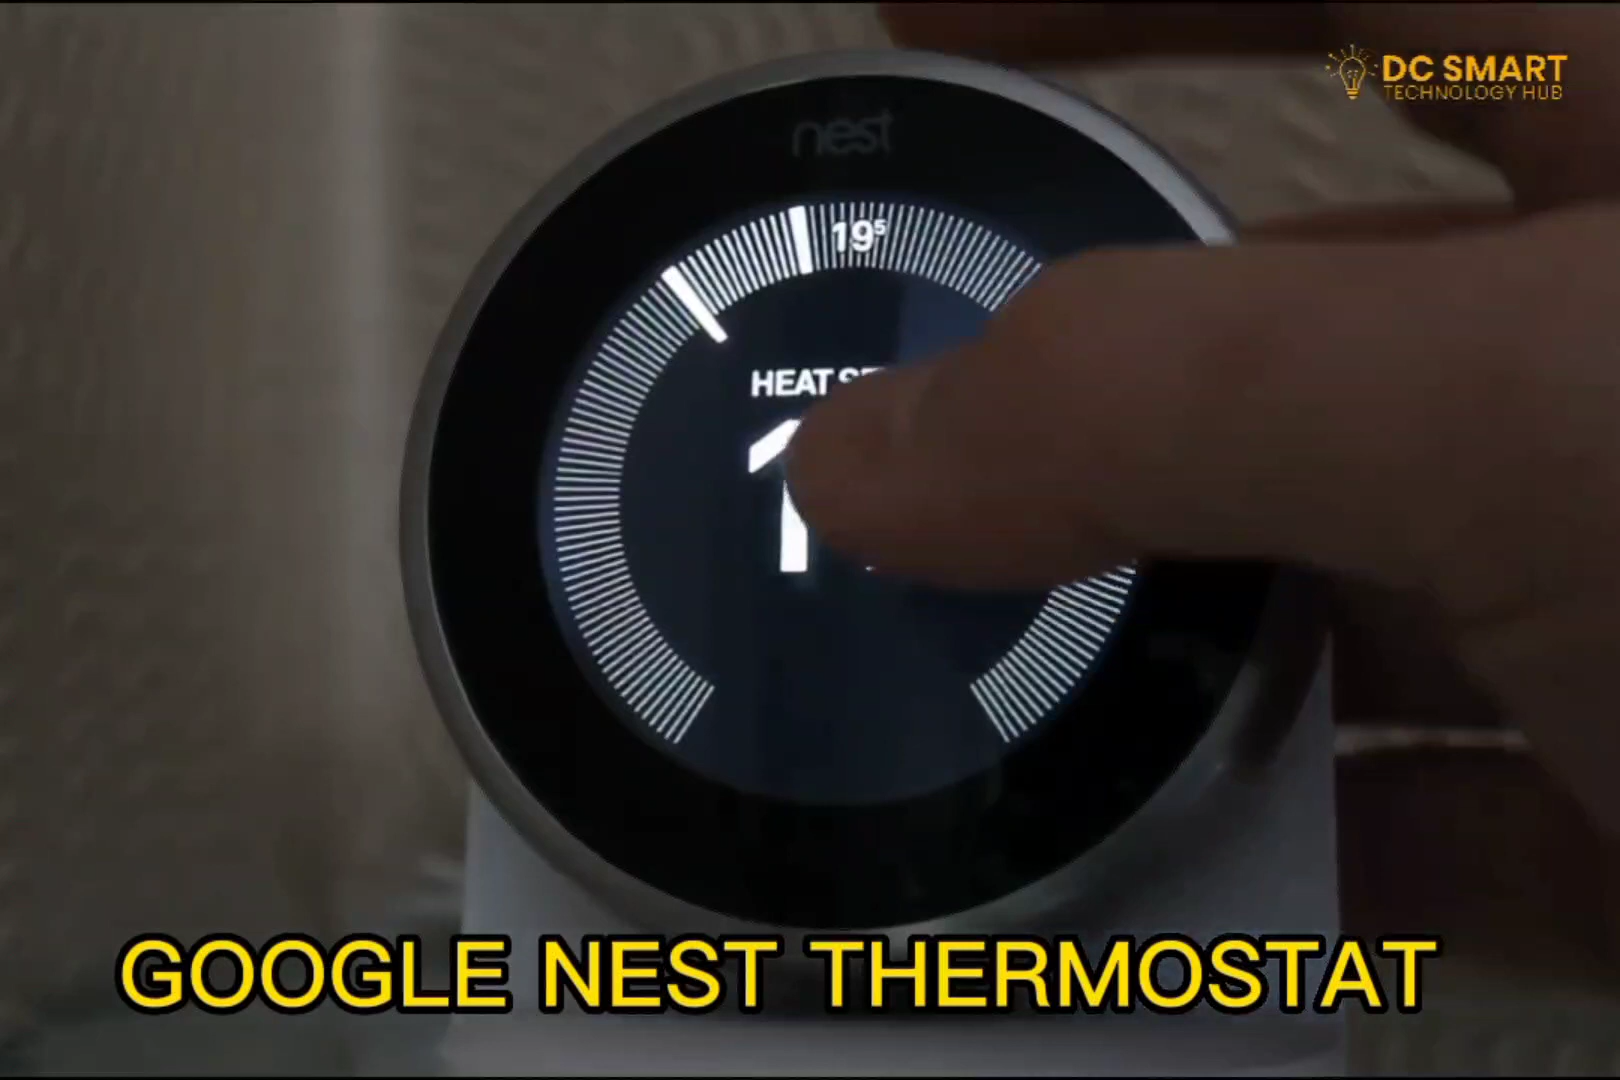 DC SMART
TECHNOLOGY HUB
nest
19⁵
HEAT
GOOGLE NEST THERMOSTAT